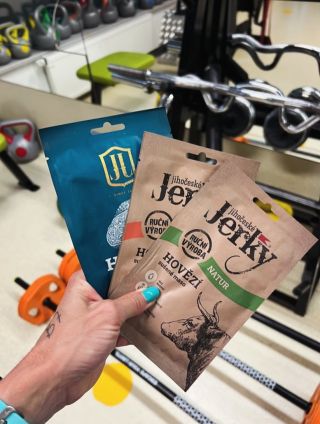 JU
H
Jihočeské
Jerky
RUČNÍ
VÝROBA
H
Jihočeské
Jerky
RUČNÍ
VÝROBA
NATUR
HOVĚZÍ